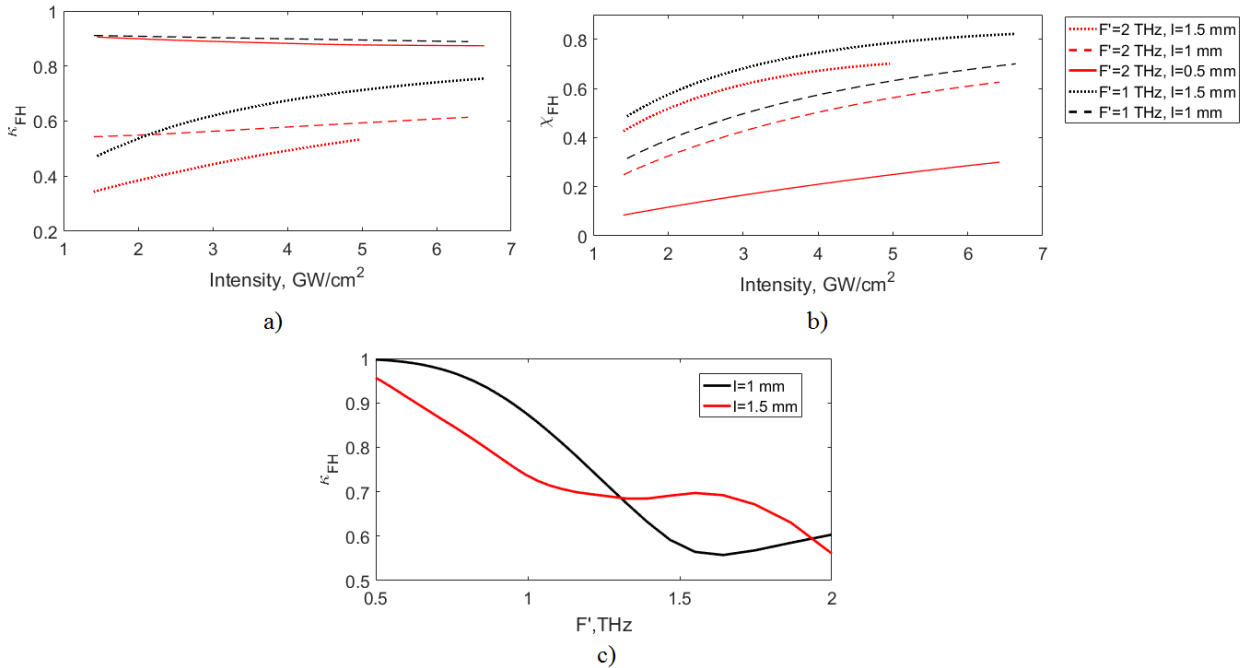 1
0.8
0.6
0.4
0.2
κFH
1 2 3 4 5 6 7
Intensity, GW/cm²
a)
0.8
0.6
0.4
0.2
0
χFH
1 2 3 4 5 6 7
Intensity, GW/cm²
b)
F'=2 THz, l=1.5 mm
F'=2 THz, l=1 mm
F'=2 THz, l=0.5 mm
F'=1 THz, l=1.5 mm
F'=1 THz, l=1 mm
1
0.9
0.8
0.7
0.6
0.5
κFH
l=1 mm
l=1.5 mm
0.5 1 1.5 2
F',THz
c)